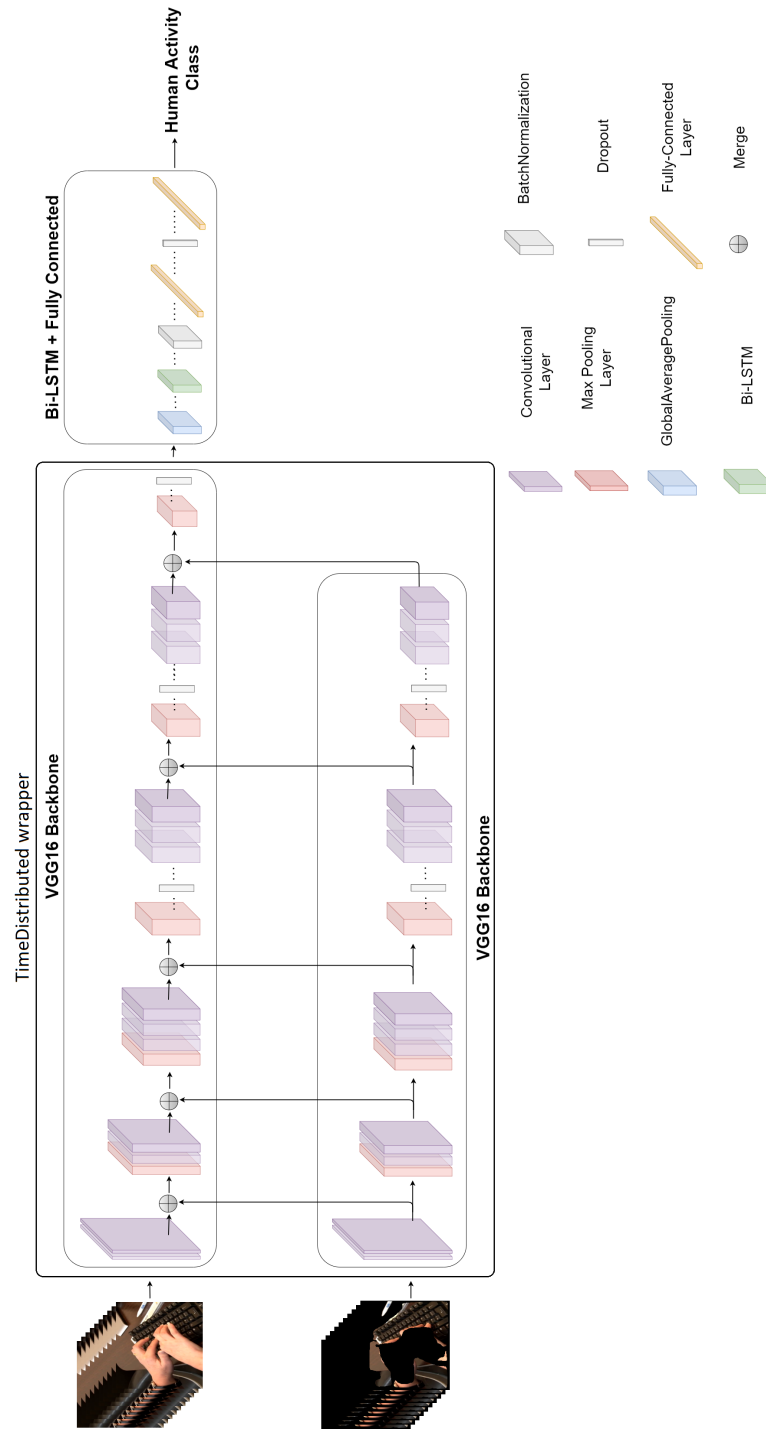 TimeDistributed wrapper
VGG16 Backbone
VGG16 Backbone
Bi-LSTM + Fully Connected
Human Activity
Class
Convolutional
Layer
Max Pooling
Layer
GlobalAveragePooling
Bi-LSTM
BatchNormalization
Dropout
Fully-Connected
Layer
Merge